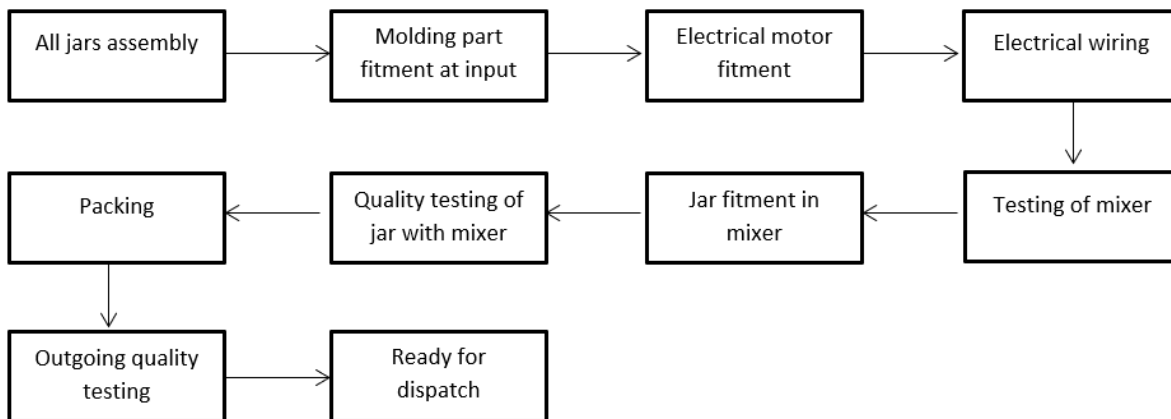 All jars assembly
Molding part
fitment at input
Electrical motor
fitment
Electrical wiring
Testing of mixer
Jar fitment in
mixer
Quality testing of
jar with mixer
Packing
Outgoing quality
testing
Ready for
dispatch